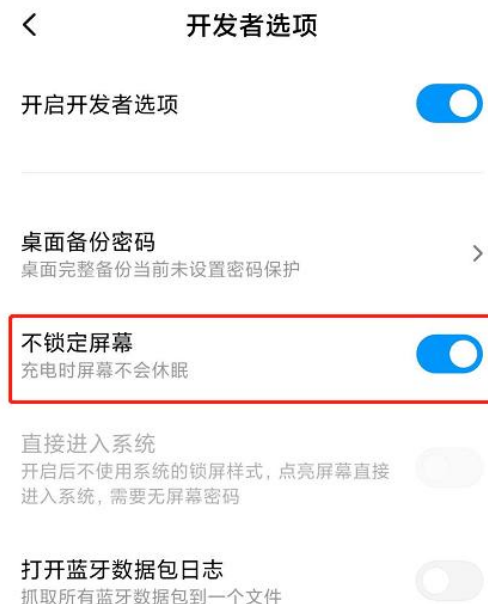 开发者选项
开启开发者选项
桌面备份密码
桌面完整备份当前未设置密码保护
不锁定屏幕
充电时屏幕不会休眠
直接进入系统
开启后不使用系统的锁屏样式，点亮屏幕直接
进入系统，需要无屏幕密码
打开蓝牙数据包日志
抓取所有蓝牙数据包到一个文件